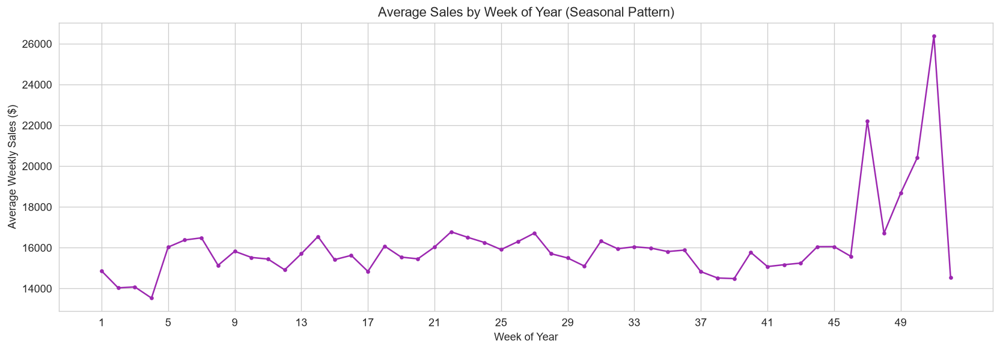 Average Sales by Week of Year (Seasonal Pattern)
Average Weekly Sales ($)
26000
24000
22000
20000
18000
16000
14000
1 5 9 13 17 21 25 29 33 37 41 45 49
Week of Year